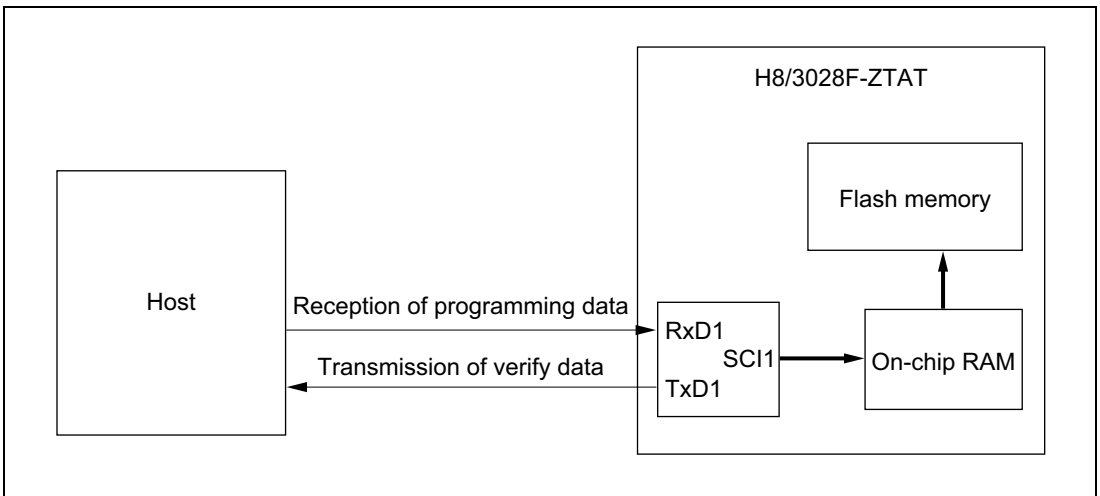 H8/3028F-ZTAT
Flash memory
Host
Reception of programming data
RxD1
SCI1
On-chip RAM
Transmission of verify data
TxD1